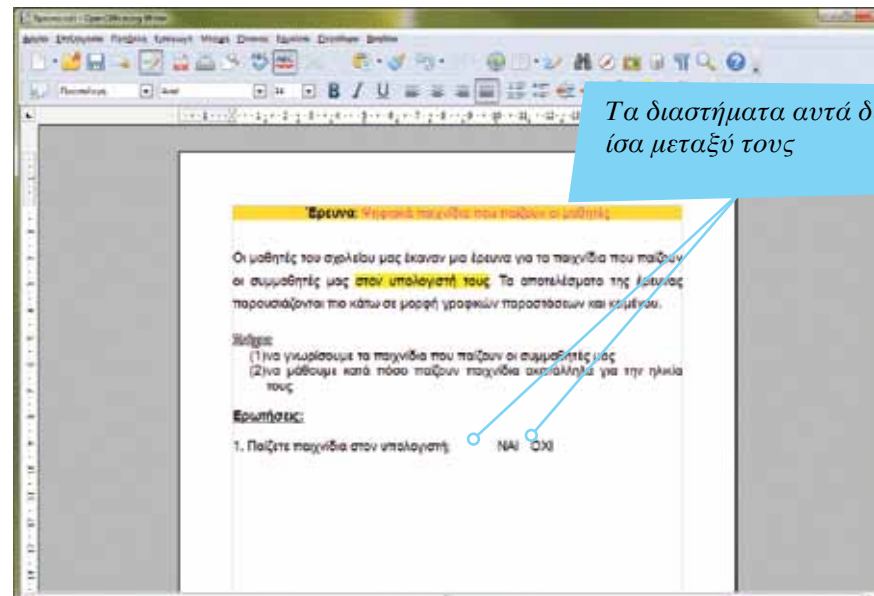 Τα διαστήματα αυτά δ
ίσα μεταξύ τους
Έρευνα: Ψηφιακά παιχνίδια που παίζουν οι μαθητές
Οι μαθητές του σχολείου μας έκαναν μια έρευνα για τα παιχνίδια που παίζουν
οι συμμαθητές μας στον υπολογιστή τους. Τα αποτελέσματα της έρευνας
παρουσιάζονται πιο κάτω σε μορφή γραφικών παραστάσεων και κειμένου.
(1)να γνωρίσουμε τα παιχνίδια που παίζουν οι συμμαθητές μας
(2)να μάθουμε κατά πόσο παίζουν παιχνίδια ακατάλληλα για την ηλικία
τους
Ερωτήσεις:
1. Παίζετε παιχνίδια στον υπολογιστή; ΝΑΙ ΟΧΙ